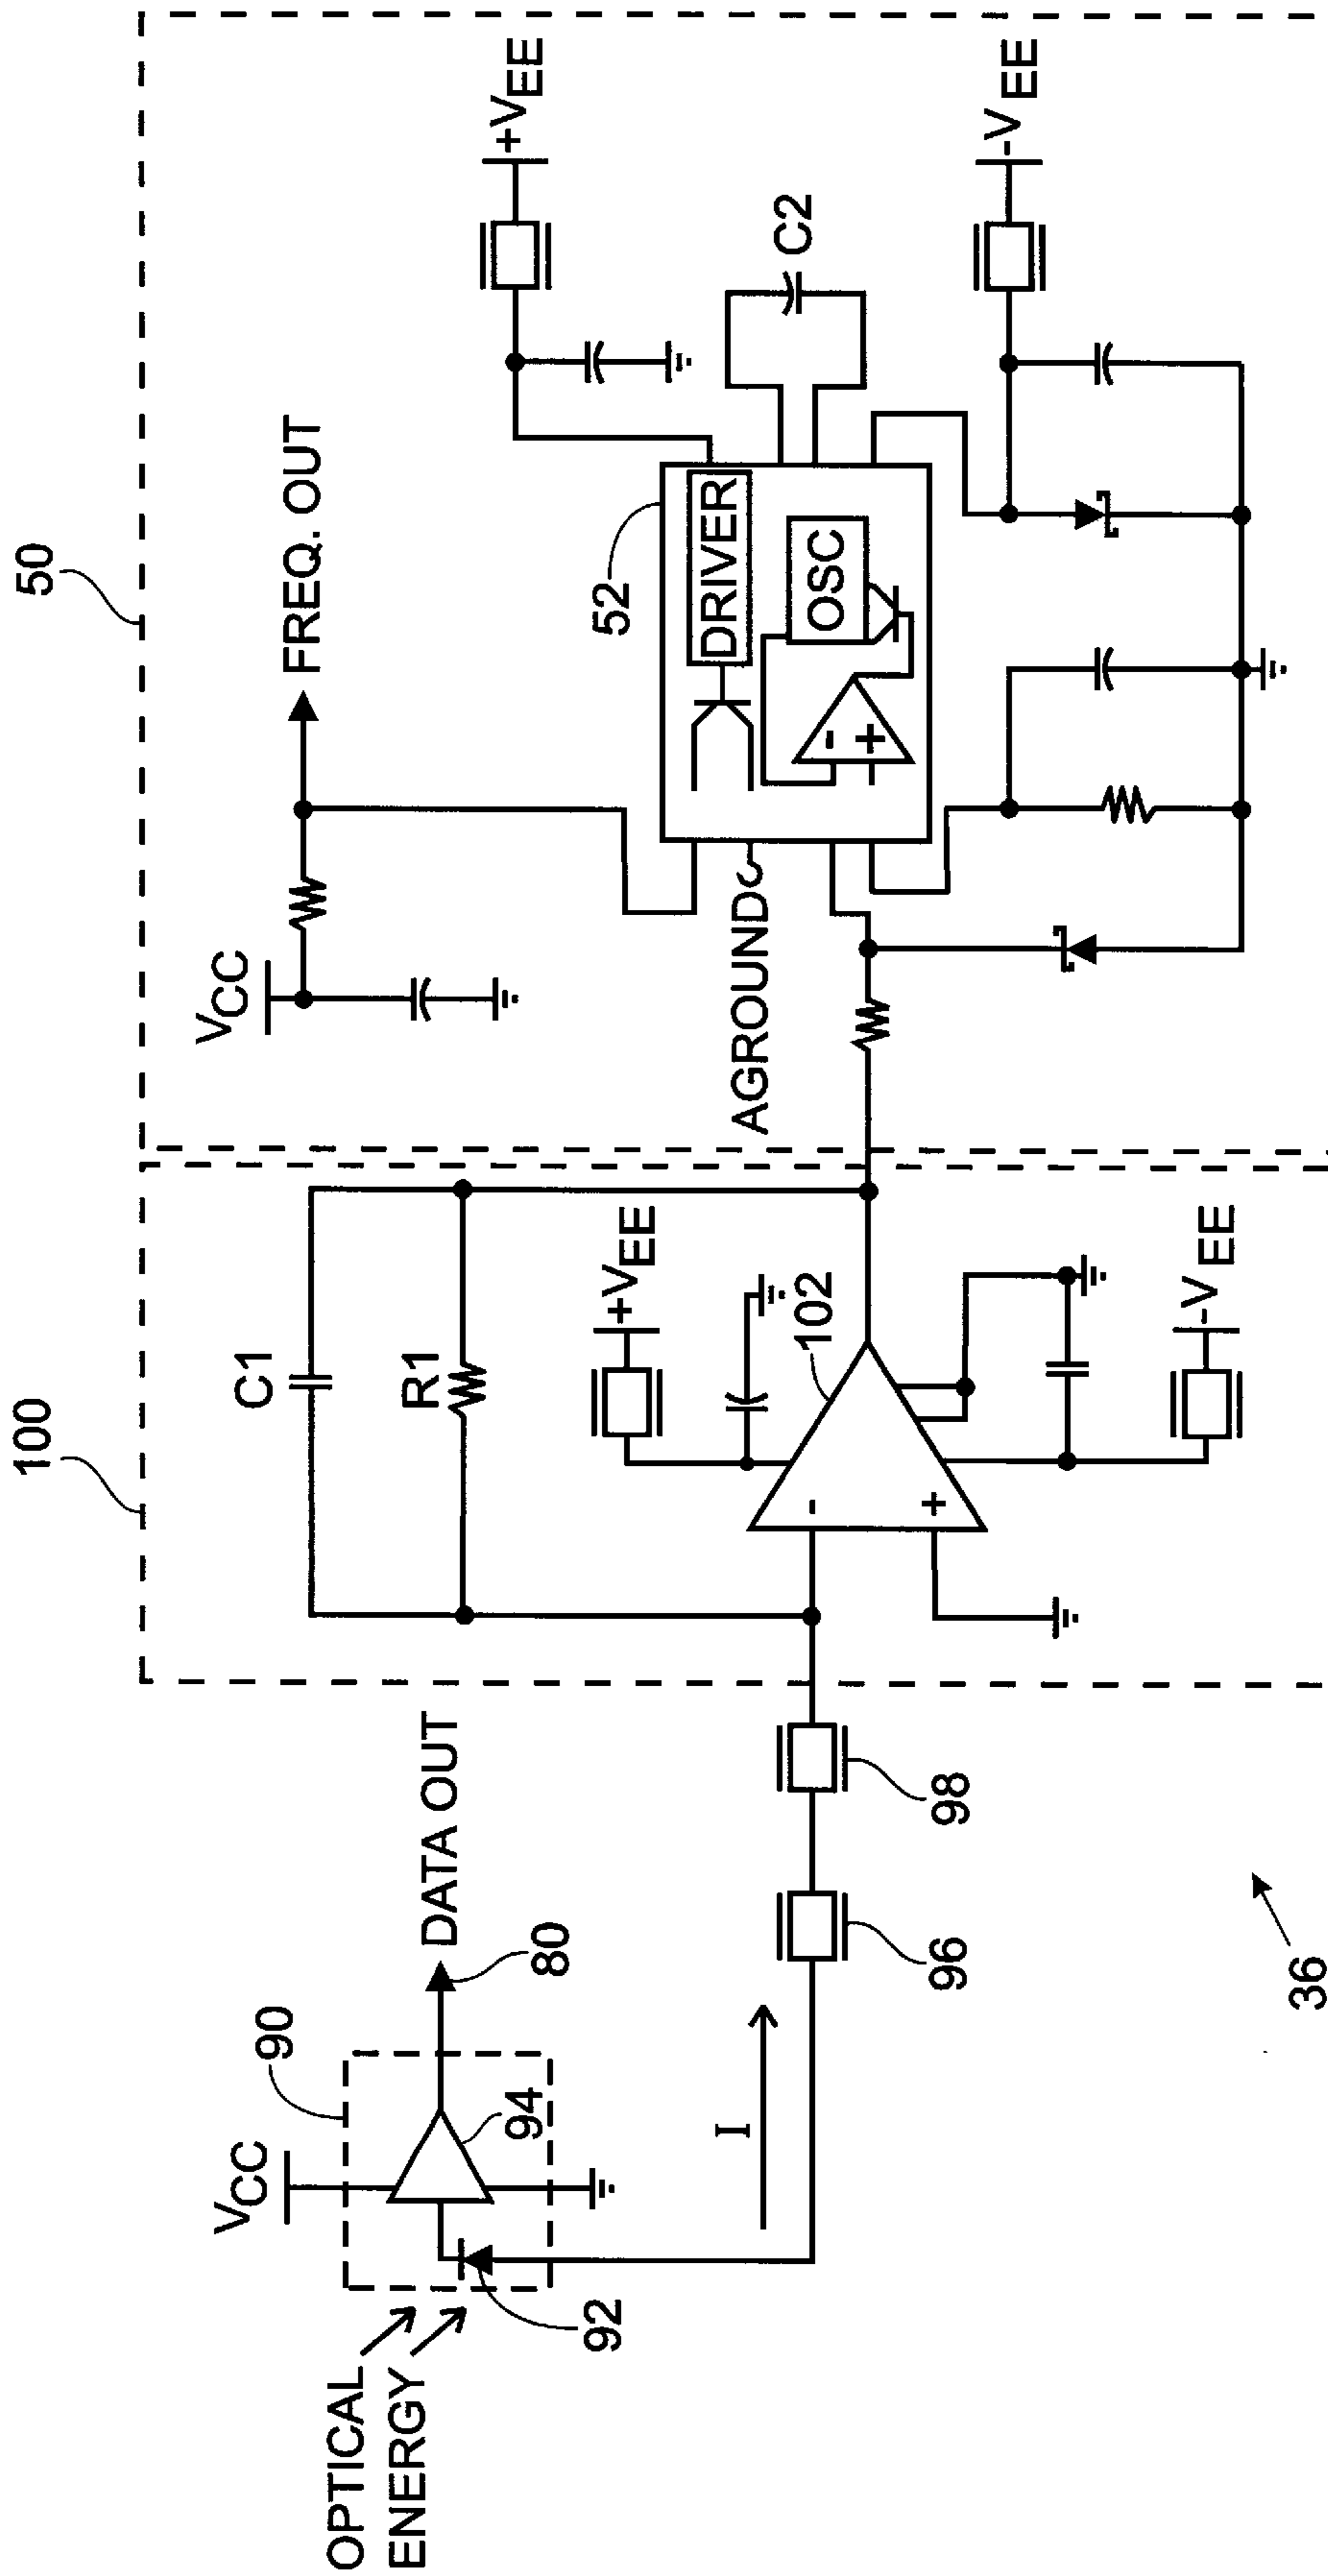 100
50
OPTICAL
ENERGY
VCC
90
94
92
DATA OUT
80
I
96
98
36
C1
R1
+VEE
102
-
+
-VEE
VCC
FREQ. OUT
AGROUND
52
DRIVER
OSC
-
+
+VEE
C2
-VEE